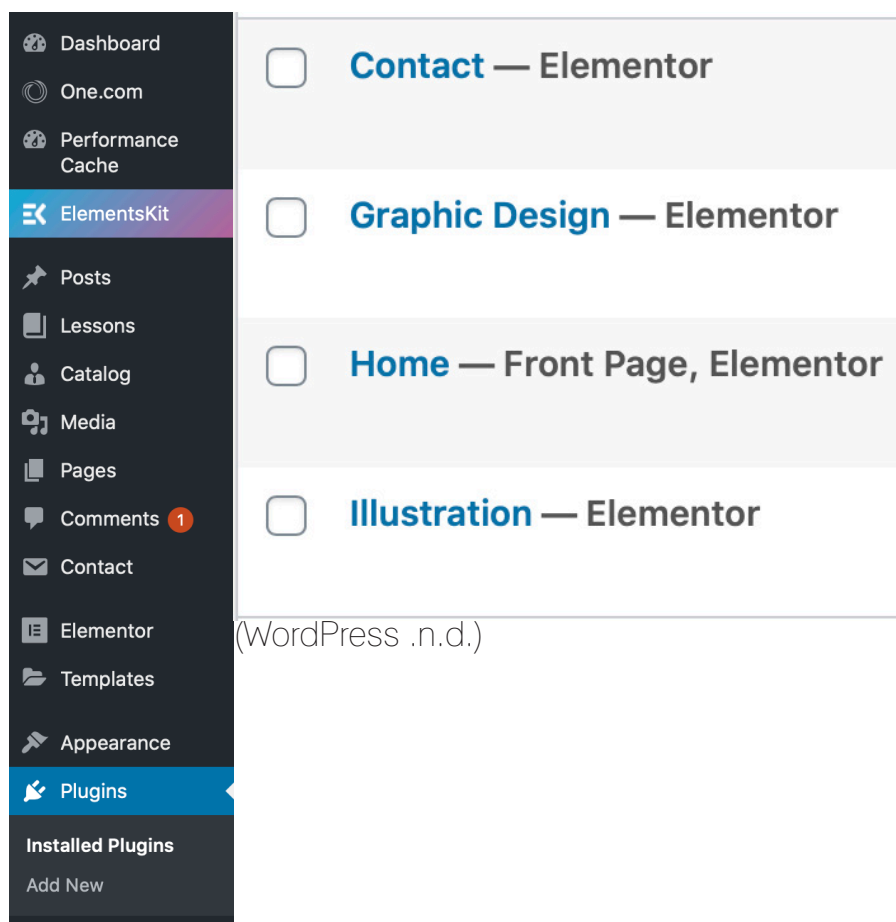 Dashboard
One.com
Performance
Cache
ElementsKit
Posts
Lessons
Catalog
Media
Pages
Comments 1
Contact
Elementor
Templates
Appearance
Plugins
Installed Plugins
Add New
Contact — Elementor
Graphic Design — Elementor
Home — Front Page, Elementor
Illustration — Elementor
(WordPress .n.d.)